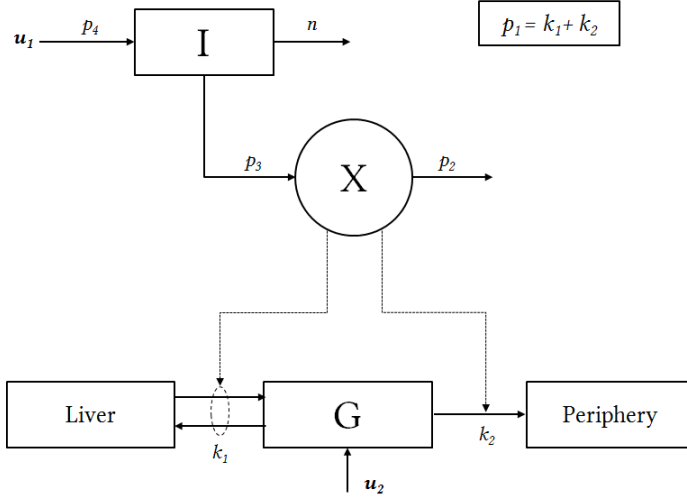 p₁ = k₁ + k₂
u₁
p₄
I
n
p₃
X
p₂
Liver
k₁
G
k₂
Periphery
u₂